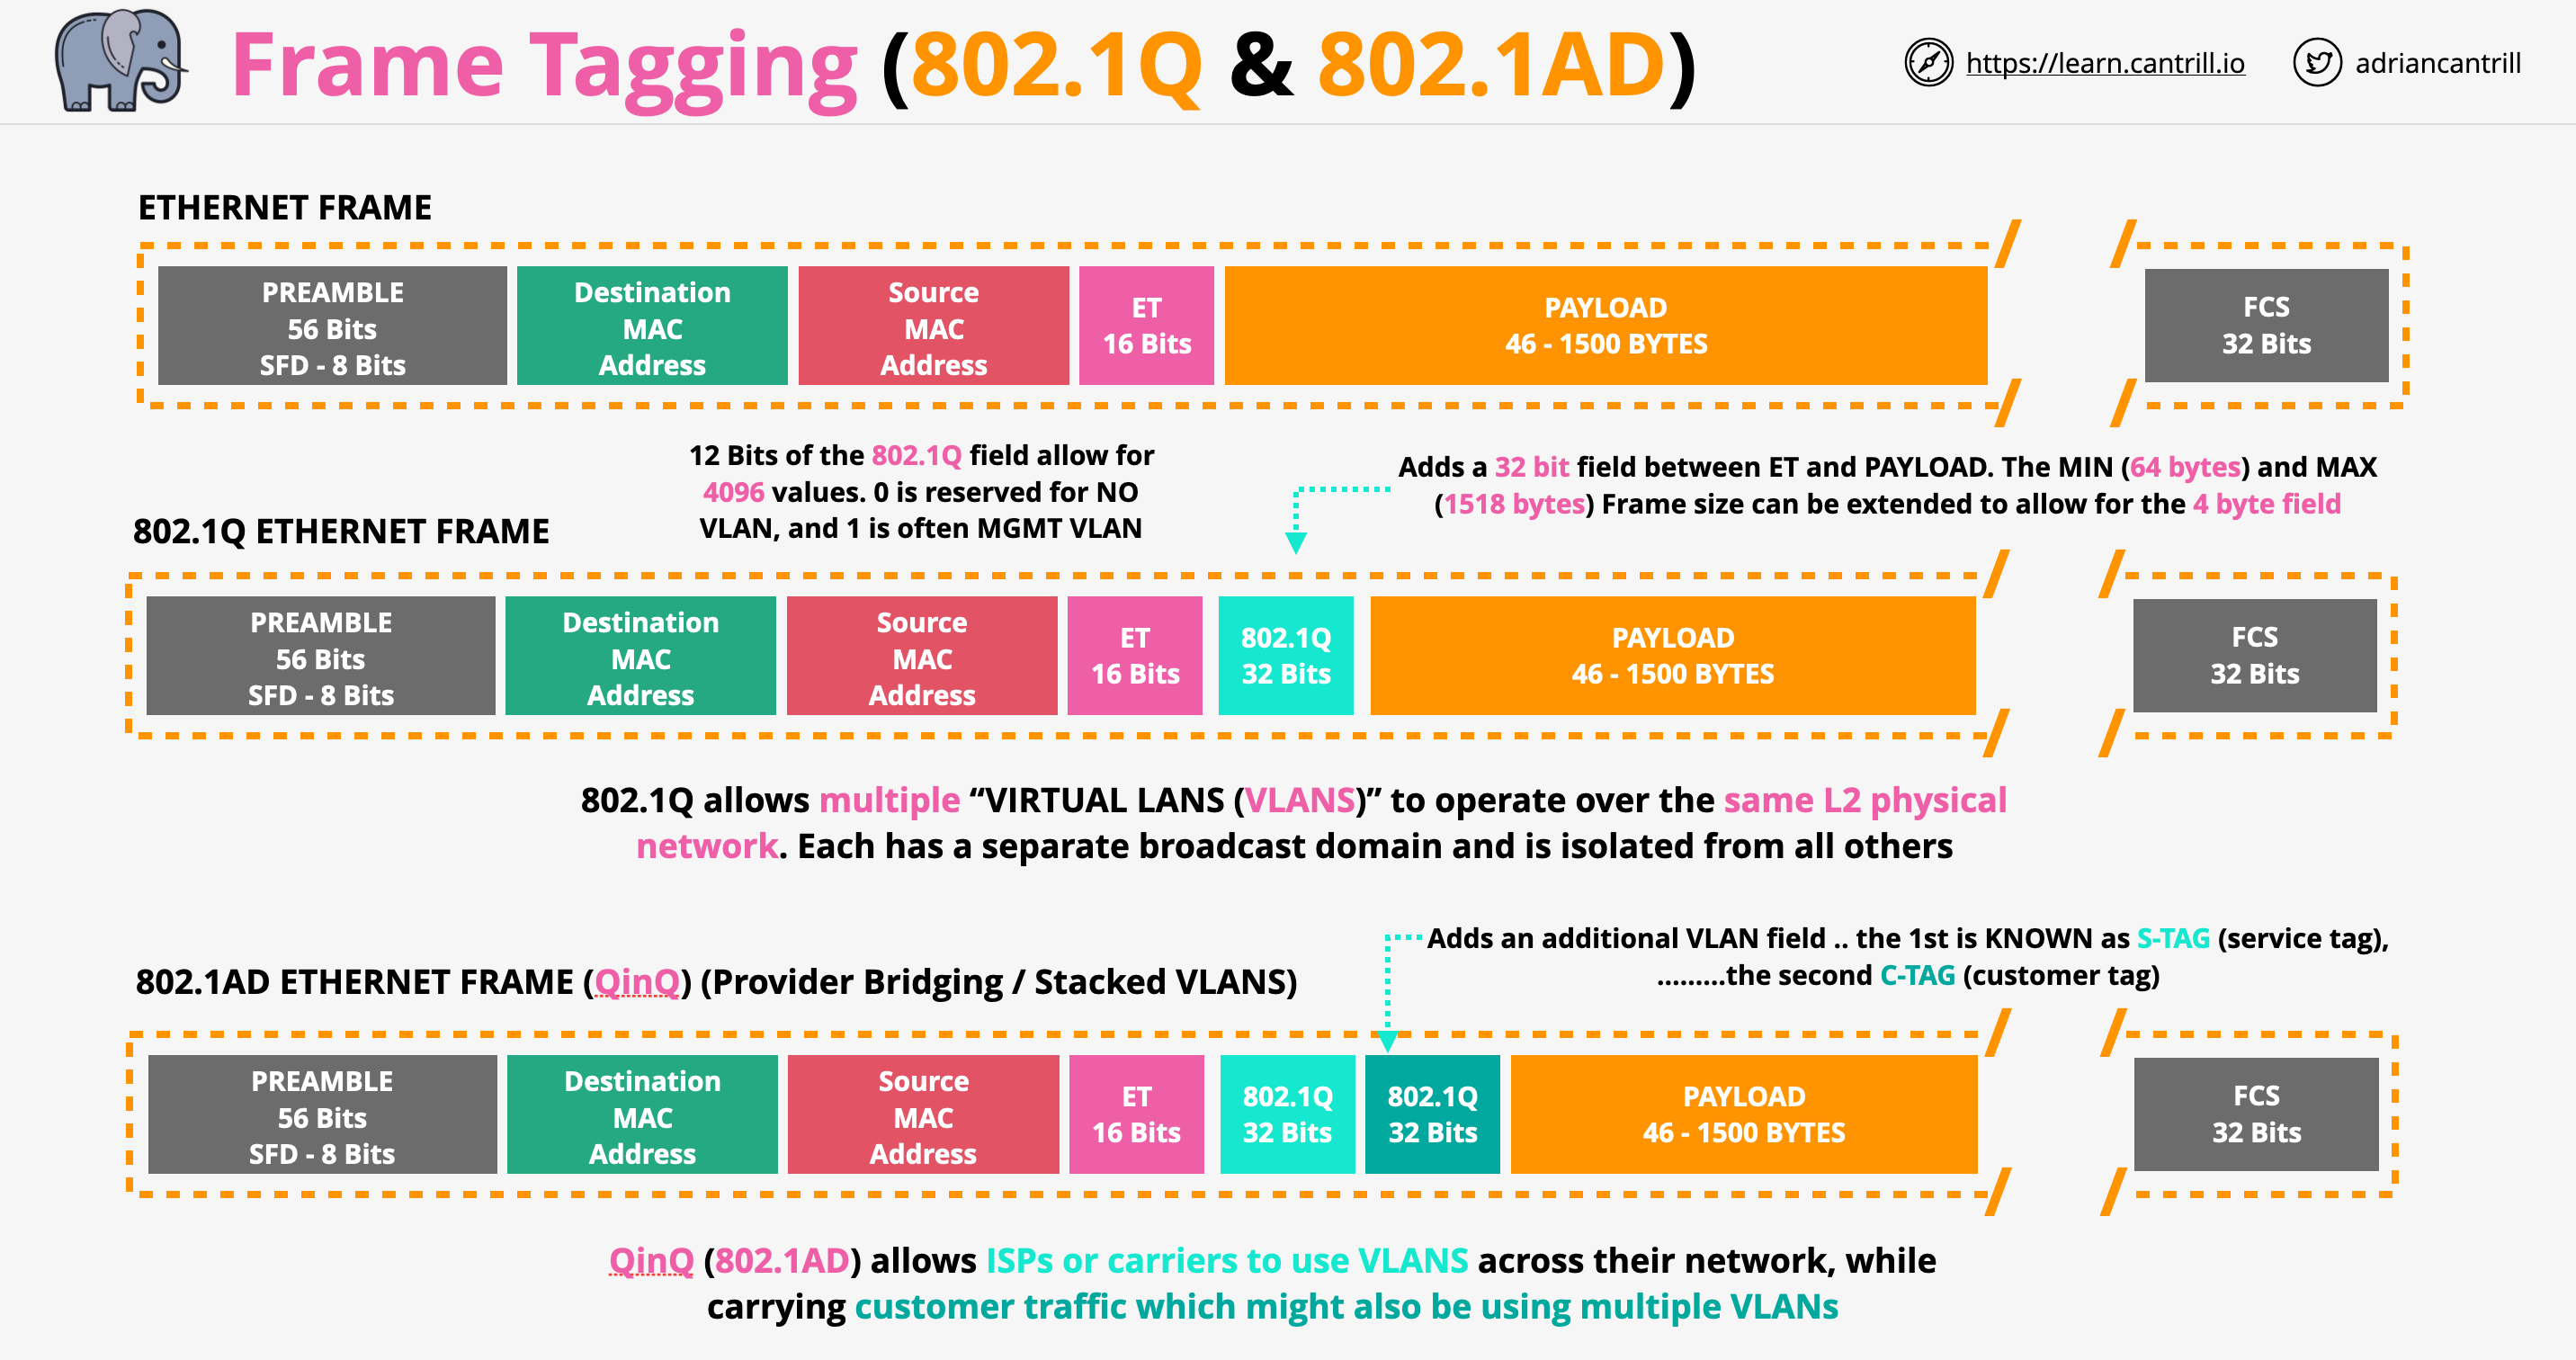 Frame Tagging (802.1Q & 802.1AD)
https://learn.cantrill.io
adriancantrill
ETHERNET FRAME
PREAMBLE
56 Bits
SFD - 8 Bits
Destination
MAC
Address
Source
MAC
Address
ET
16 Bits
PAYLOAD
46 - 1500 BYTES
FCS
32 Bits
12 Bits of the 802.1Q field allow for
4096 values. 0 is reserved for NO
VLAN, and 1 is often MGMT VLAN
Adds a 32 bit field between ET and PAYLOAD. The MIN (64 bytes) and MAX
(1518 bytes) Frame size can be extended to allow for the 4 byte field
802.1Q ETHERNET FRAME
PREAMBLE
56 Bits
SFD - 8 Bits
Destination
MAC
Address
Source
MAC
Address
ET
16 Bits
802.1Q
32 Bits
PAYLOAD
46 - 1500 BYTES
FCS
32 Bits
802.1Q allows multiple “VIRTUAL LANS (VLANS)” to operate over the same L2 physical
network. Each has a separate broadcast domain and is isolated from all others
Adds an additional VLAN field .. the 1st is KNOWN as S-TAG (service tag),
.........the second C-TAG (customer tag)
802.1AD ETHERNET FRAME (QinQ) (Provider Bridging / Stacked VLANS)
PREAMBLE
56 Bits
SFD - 8 Bits
Destination
MAC
Address
Source
MAC
Address
ET
16 Bits
802.1Q
32 Bits
802.1Q
32 Bits
PAYLOAD
46 - 1500 BYTES
FCS
32 Bits
QinQ (802.1AD) allows ISPs or carriers to use VLANS across their network, while
carrying customer traffic which might also be using multiple VLANs